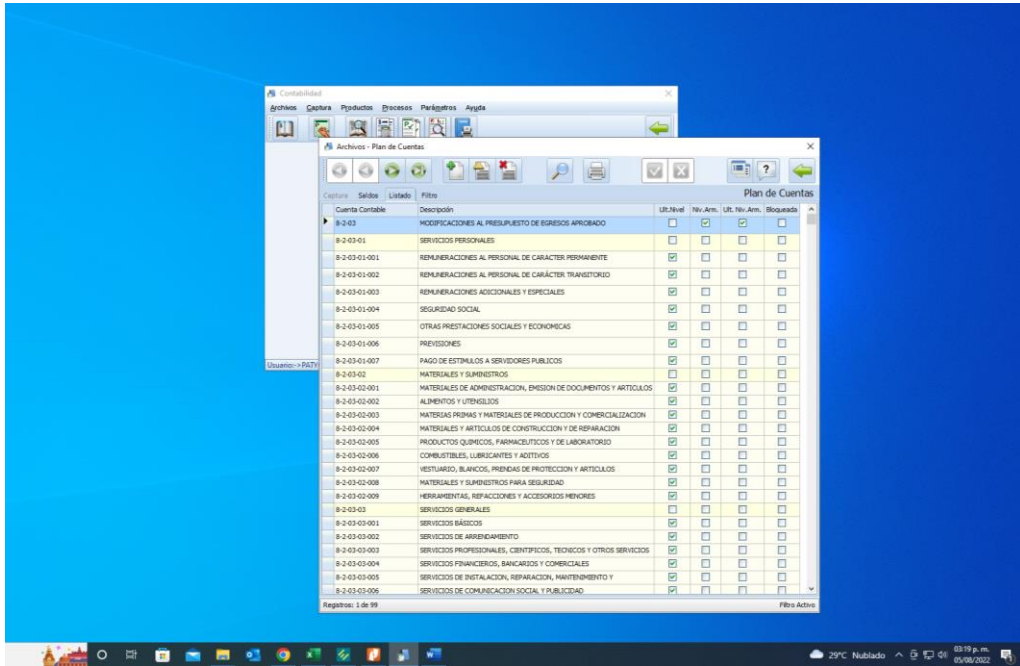 Contabilidad
Archivos Captura Productos Procesos Parámetros Ayuda
Archivos - Plan de Cuentas
Captura Saldos Listado Filtro Plan de Cuentas
Cuenta Contable Descripción Ult.Nivel Niv.Arm. Ult. Niv.Arm. Bloqueada
8-2-03 MODIFICACIONES AL PRESUPUESTO DE EGRESOS APROBADO
8-2-03-01 SERVICIOS PERSONALES
8-2-03-01-001 REMUNERACIONES AL PERSONAL DE CARACTER PERMANENTE
8-2-03-01-002 REMUNERACIONES AL PERSONAL DE CARÁCTER TRANSITORIO
8-2-03-01-003 REMUNERACIONES ADICIONALES Y ESPECIALES
8-2-03-01-004 SEGURIDAD SOCIAL
8-2-03-01-005 OTRAS PRESTACIONES SOCIALES Y ECONOMICAS
8-2-03-01-006 PREVISIONES
8-2-03-01-007 PAGO DE ESTIMULOS A SERVIDORES PUBLICOS
Usuario:->PATY
8-2-03-02 MATERIALES Y SUMINISTROS
8-2-03-02-001 MATERIALES DE ADMINISTRACION, EMISION DE DOCUMENTOS Y ARTICULOS
8-2-03-02-002 ALIMENTOS Y UTENSILIOS
8-2-03-02-003 MATERIAS PRIMAS Y MATERIALES DE PRODUCCION Y COMERCIALIZACION
8-2-03-02-004 MATERIALES Y ARTICULOS DE CONSTRUCCION Y DE REPARACION
8-2-03-02-005 PRODUCTOS QUIMICOS, FARMACEUTICOS Y DE LABORATORIO
8-2-03-02-006 COMBUSTIBLES, LUBRICANTES Y ADITIVOS
8-2-03-02-007 VESTUARIO, BLANCOS, PRENDAS DE PROTECCION Y ARTICULOS
8-2-03-02-008 MATERIALES Y SUMINISTROS PARA SEGURIDAD
8-2-03-02-009 HERRAMIENTAS, REFACCIONES Y ACCESORIOS MENORES
8-2-03-03 SERVICIOS GENERALES
8-2-03-03-001 SERVICIOS BÁSICOS
8-2-03-03-002 SERVICIOS DE ARRENDAMIENTO
8-2-03-03-003 SERVICIOS PROFESIONALES, CIENTIFICOS, TECNICOS Y OTROS SERVICIOS
8-2-03-03-004 SERVICIOS FINANCIEROS, BANCARIOS Y COMERCIALES
8-2-03-03-005 SERVICIOS DE INSTALACION, REPARACION, MANTENIMIENTO Y
8-2-03-03-006 SERVICIOS DE COMUNICACION SOCIAL Y PUBLICIDAD
Registros: 1 de 99 Filtro Activo
29°C Nublado 03:19 p. m.
05/08/2022